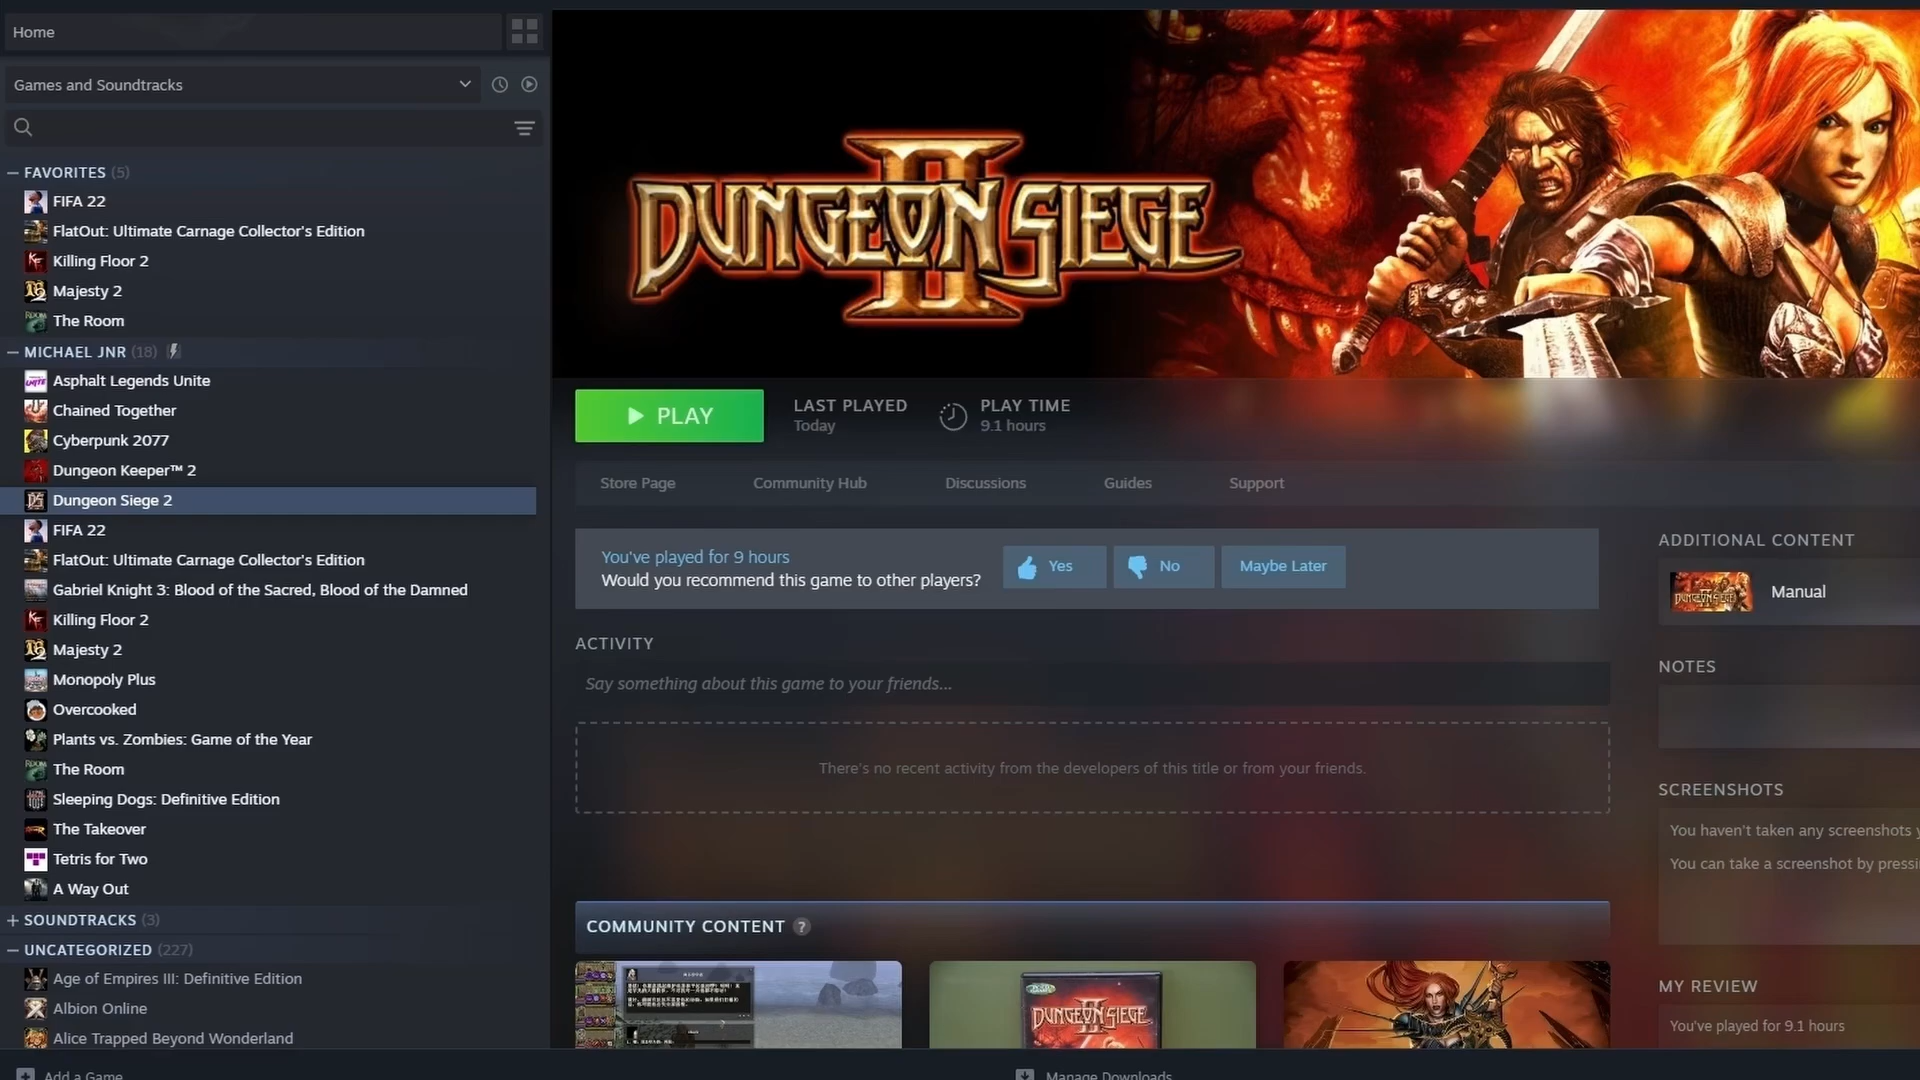 Home
Games and Soundtracks
FAVORITES (5)
FIFA 22
FlatOut: Ultimate Carnage Collector's Edition
Killing Floor 2
Majesty 2
The Room
MICHAEL JNR (18)
Asphalt Legends Unite
Chained Together
Cyberpunk 2077
Dungeon Keeper™ 2
Dungeon Siege 2
FIFA 22
FlatOut: Ultimate Carnage Collector's Edition
Gabriel Knight 3: Blood of the Sacred, Blood of the Damned
Killing Floor 2
Majesty 2
Monopoly Plus
Overcooked
Plants vs. Zombies: Game of the Year
The Room
Sleeping Dogs: Definitive Edition
The Takeover
Tetris for Two
A Way Out
SOUNDTRACKS (3)
UNCATEGORIZED (227)
Age of Empires III: Definitive Edition
Albion Online
Alice Trapped Beyond Wonderland
Add a Game
DUNGEON SIEGE II
PLAY
LAST PLAYED
Today
PLAY TIME
9.1 hours
Store Page Community Hub Discussions Guides Support
You've played for 9 hours
Would you recommend this game to other players?
Yes No Maybe Later
ACTIVITY
Say something about this game to your friends...
There's no recent activity from the developers of this title or from your friends.
COMMUNITY CONTENT ?
DUNGEON SIEGE II
ADDITIONAL CONTENT
DUNGEON SIEGE
Manual
NOTES
SCREENSHOTS
You haven't taken any screenshots
You can take a screenshot by
MY REVIEW
You've played for 9.1 hours
Manage Downloads